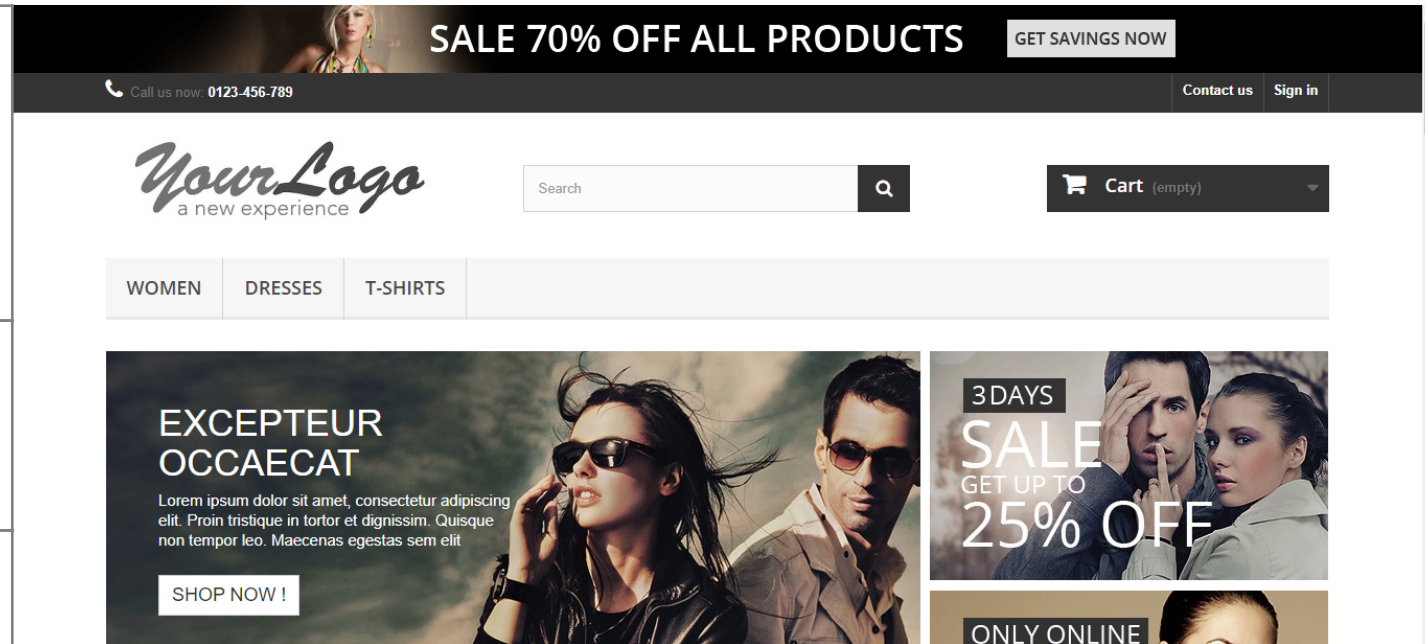 SALE 70% OFF ALL PRODUCTS
GET SAVINGS NOW
Call us now: 0123-456-789
Contact us
Sign in
YourLogo
a new experience
Search
Cart (empty)
WOMEN
DRESSES
T-SHIRTS
EXCEPTEUR
OCCAECAT
Lorem ipsum dolor sit amet, consectetur adipiscing
elit. Proin tristique in tortor et dignissim. Quisque
non tempor leo. Maecenas egestas sem elit
SHOP NOW !
3 DAYS
SALE
GET UP TO
25% OFF
ONLY ONLINE